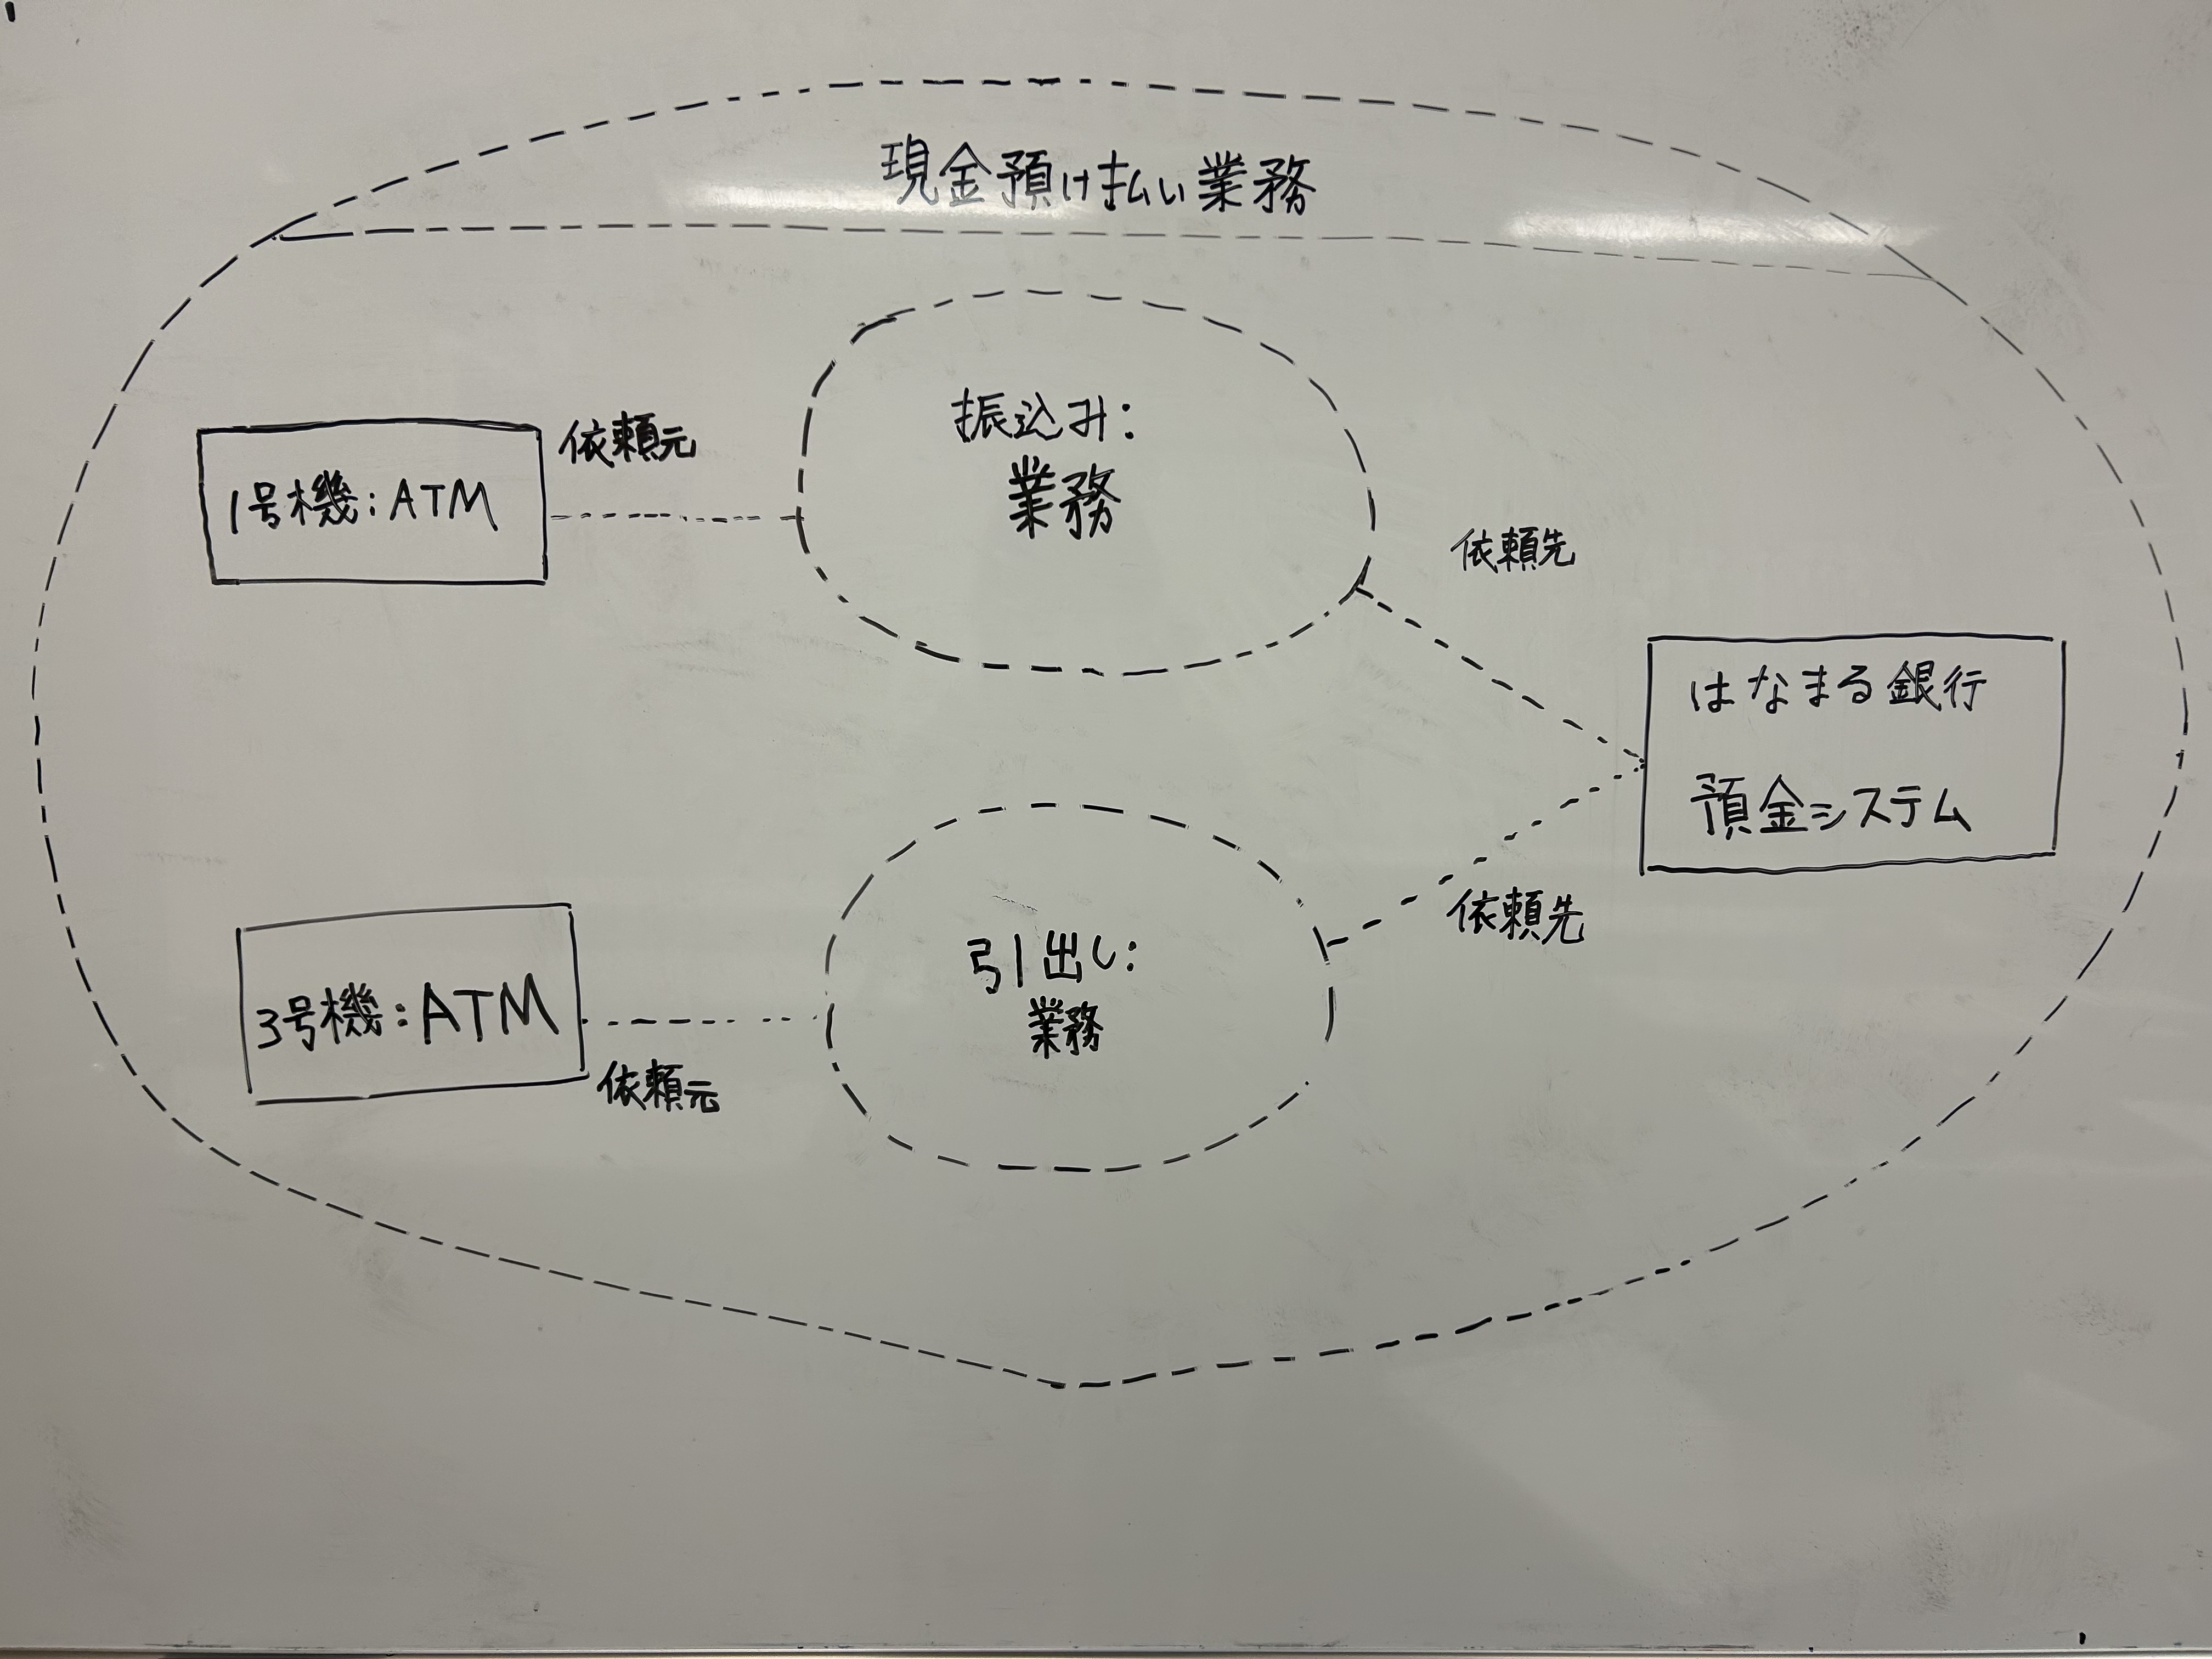 現金預け払い業務
振込み:
業務
1号機:ATM
依頼元
依頼先
はなまる銀行
預金システム
引出し:
業務
3号機:ATM
依頼元
依頼先